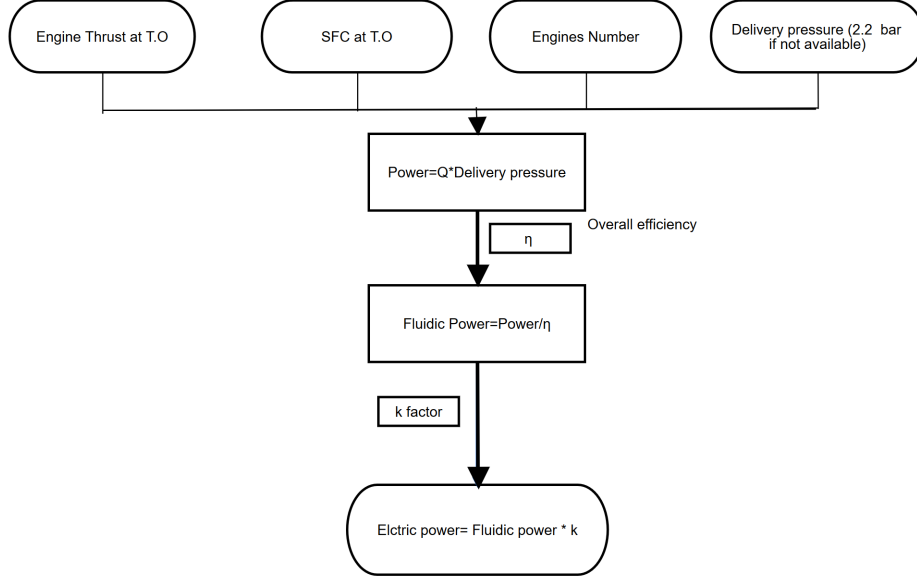 Engine Thrust at T.O
SFC at T.O
Engines Number
Delivery pressure (2.2 bar
if not available)
Power=Q*Delivery pressure
Overall efficiency
η
Fluidic Power=Power/η
k factor
Elctric power= Fluidic power * k